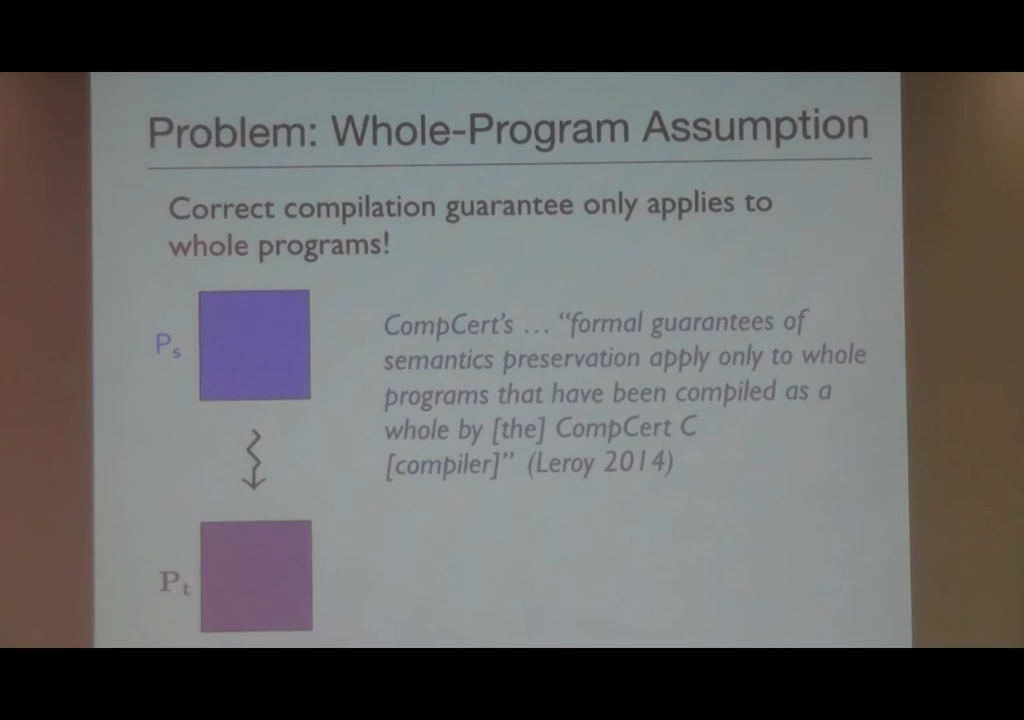 Problem: Whole-Program Assumption
Correct compilation guarantee only applies to
whole programs!
Ps
CompCert's … “formal guarantees of
semantics preservation apply only to whole
programs that have been compiled as a
whole by [the] CompCert C
[compiler]” (Leroy 2014)
Pt